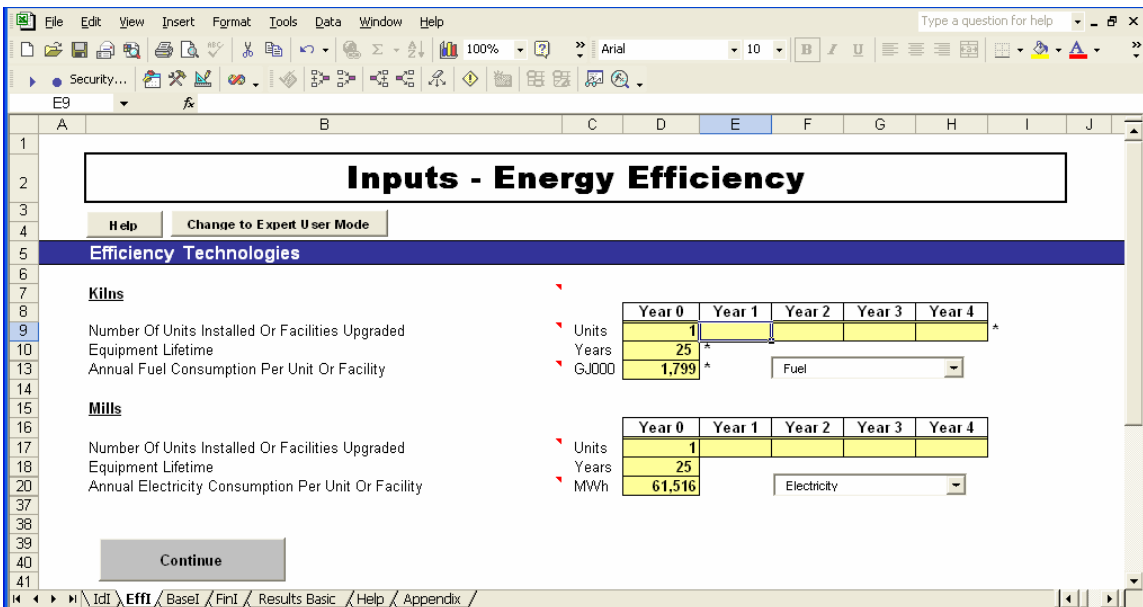 File Edit View Insert Format Tools Data Window Help Type a question for help
100% Arial 10 B I U A
Security...
E9 fx
A B C D E F G H I J
1
2 Inputs - Energy Efficiency
3
4 Help Change to Expert User Mode
5 Efficiency Technologies
6
7 Kilns
8 Year 0 Year 1 Year 2 Year 3 Year 4
9 Number Of Units Installed Or Facilities Upgraded Units 1 *
10 Equipment Lifetime Years 25 *
13 Annual Fuel Consumption Per Unit Or Facility GJ000 1,799 * Fuel
14
15 Mills
16 Year 0 Year 1 Year 2 Year 3 Year 4
17 Number Of Units Installed Or Facilities Upgraded Units 1
18 Equipment Lifetime Years 25
20 Annual Electricity Consumption Per Unit Or Facility MWh 61,516 Electricity
37
38
39
40 Continue
41
IdI EffI BaseI FinI Results Basic Help Appendix